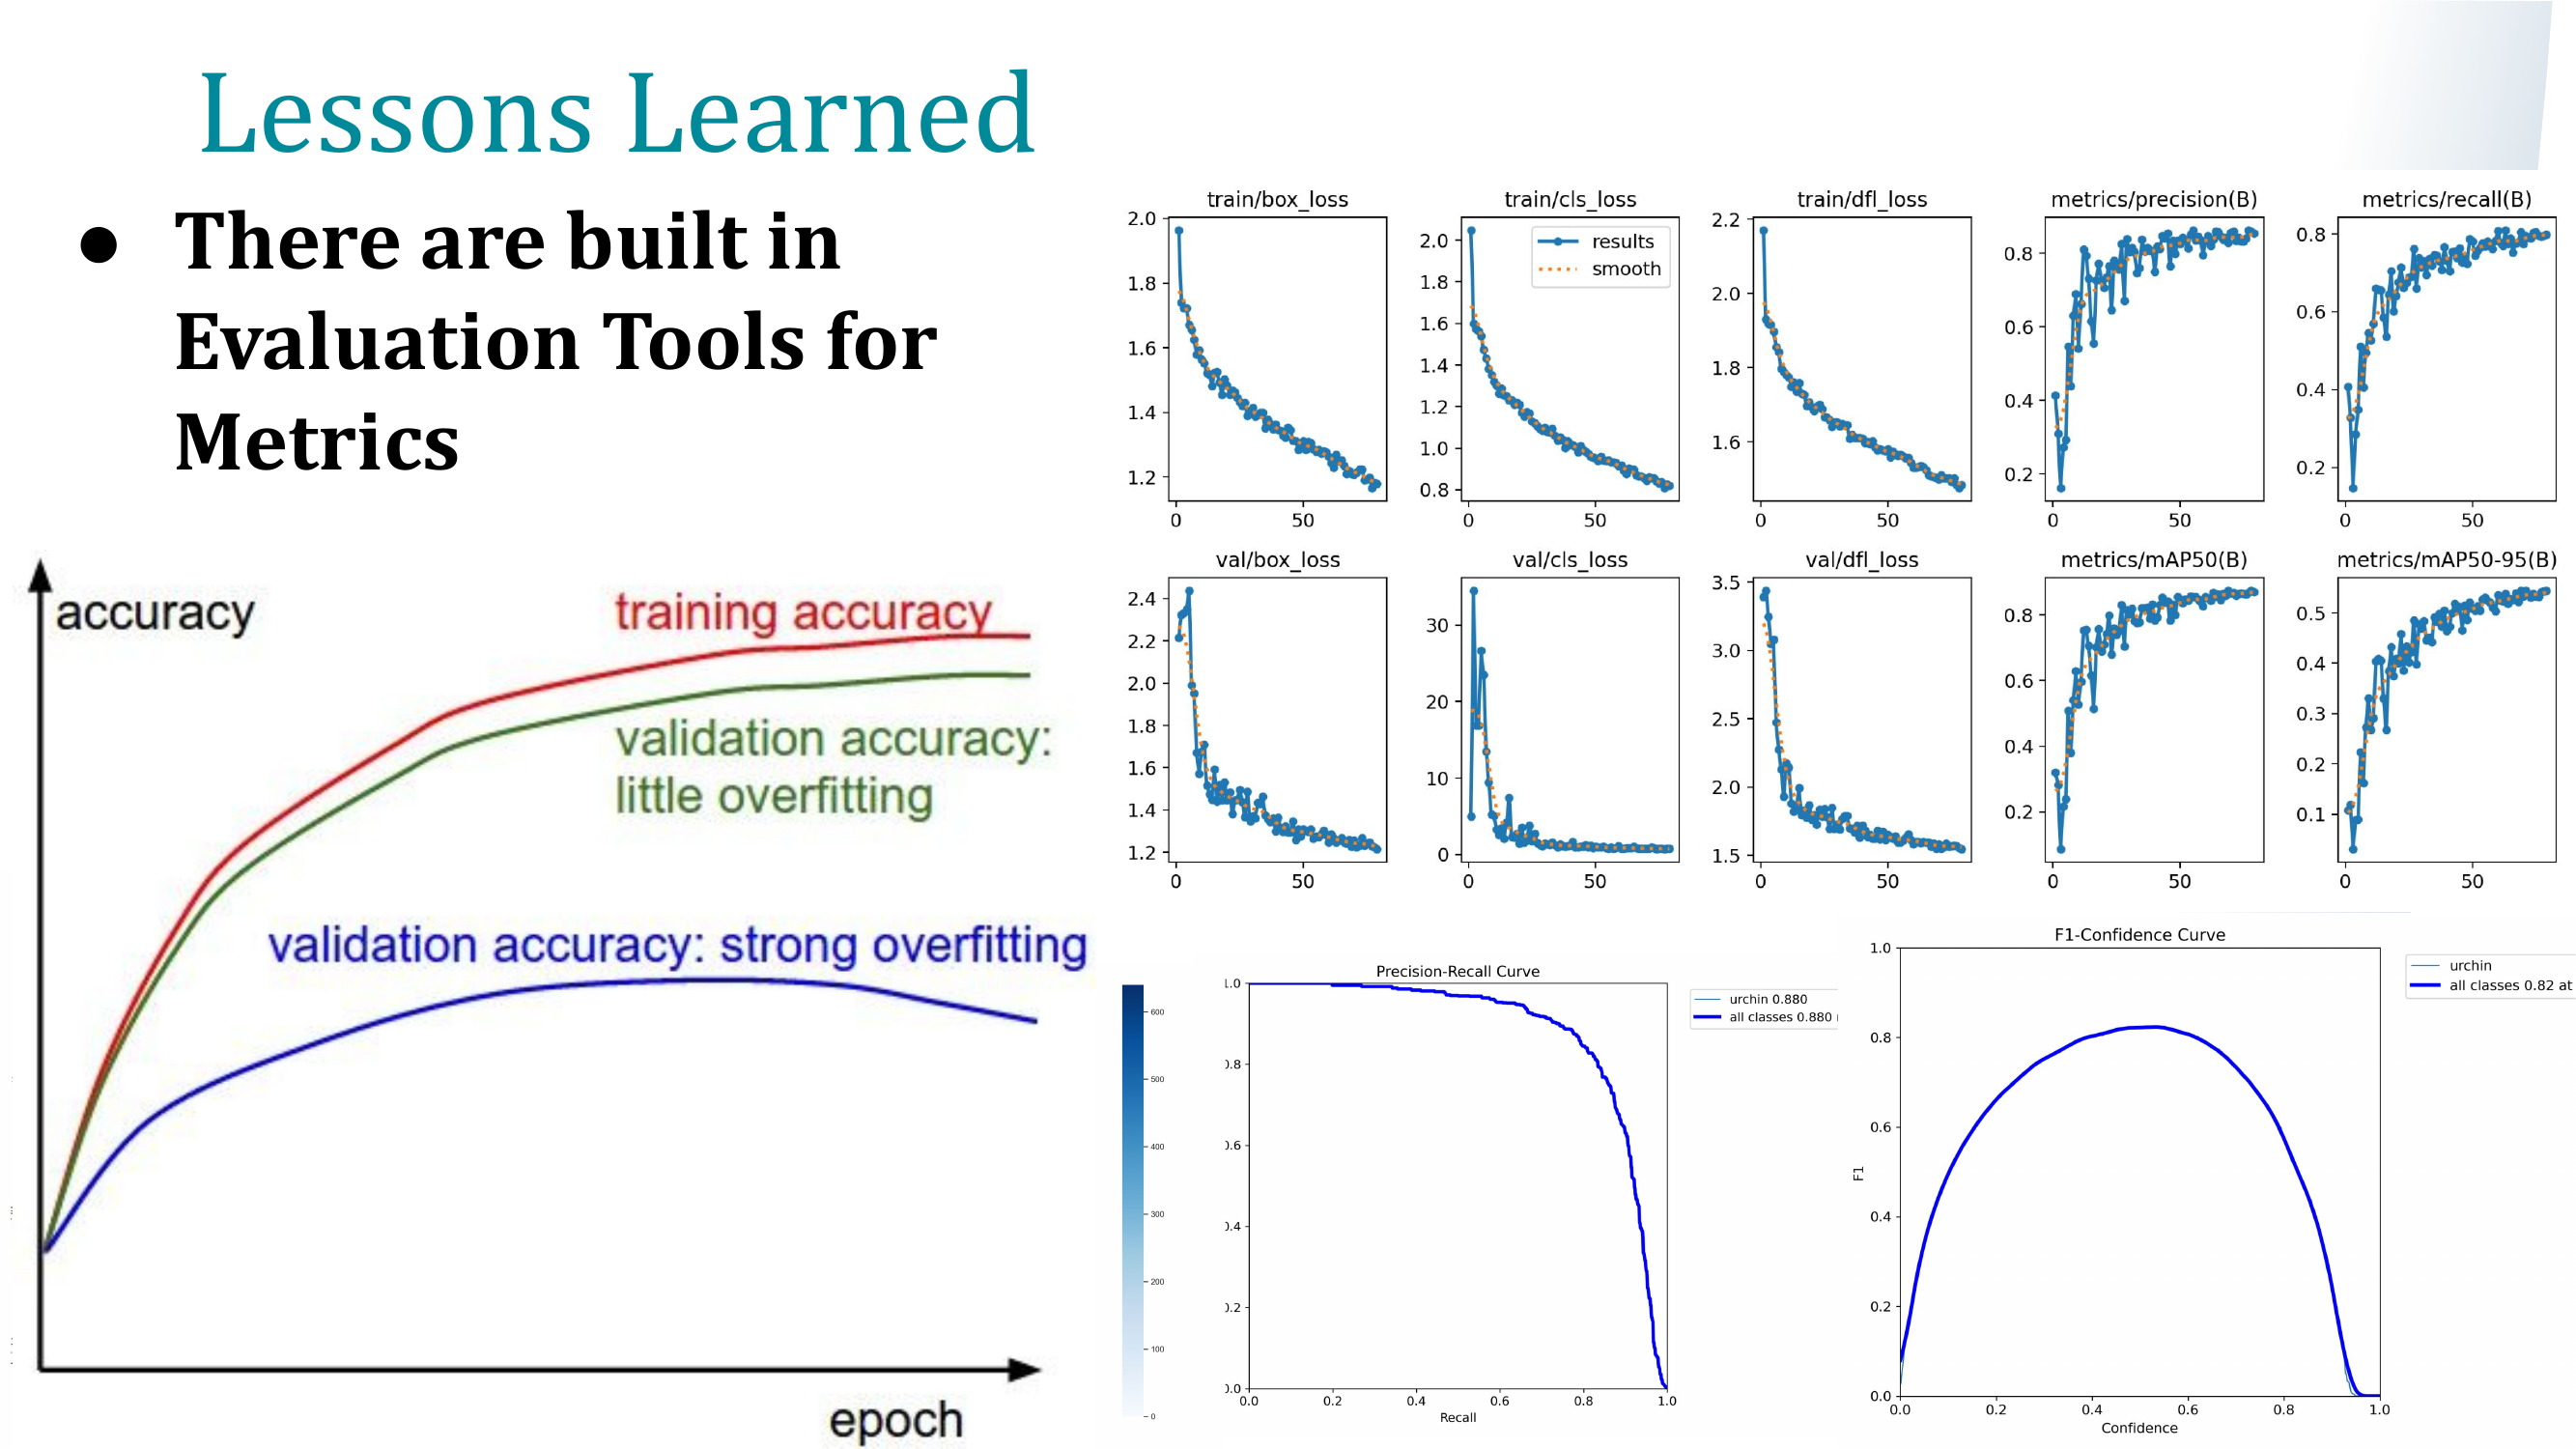 Lessons Learned
● There are built in
Evaluation Tools for
Metrics
accuracy
training accuracy
validation accuracy:
little overfitting
validation accuracy: strong overfitting
epoch
train/box_loss
2.0
1.8
1.6
1.4
1.2
0 50
train/cls_loss
results
smooth
2.0
1.8
1.6
1.4
1.2
1.0
0.8
0 50
train/dfl_loss
2.2
2.0
1.8
1.6
0 50
metrics/precision(B)
0.8
0.6
0.4
0.2
0 50
metrics/recall(B)
0.8
0.6
0.4
0.2
0 50
val/box_loss
2.4
2.2
2.0
1.8
1.6
1.4
1.2
0 50
val/cls_loss
30
20
10
0
0 50
val/dfl_loss
3.5
3.0
2.5
2.0
1.5
0 50
metrics/mAP50(B)
0.8
0.6
0.4
0.2
0 50
metrics/mAP50-95(B)
0.5
0.4
0.3
0.2
0.1
0 50
600
500
400
300
200
100
0
Precision-Recall Curve
urchin 0.880
all classes 0.880
1.0
0.8
0.6
0.4
0.2
0.0
0.0 0.2 0.4 0.6 0.8 1.0
Recall
F1-Confidence Curve
urchin
all classes 0.82 at
1.0
0.8
0.6
0.4
0.2
0.0
F1
0.0 0.2 0.4 0.6 0.8 1.0
Confidence